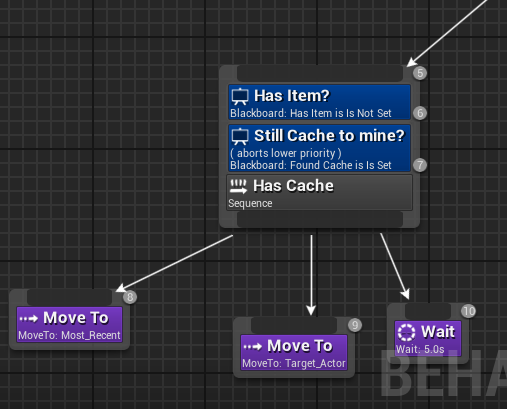 5
Has Item?
Blackboard: Has Item is Is Not Set
6
Still Cache to mine?
( aborts lower priority )
Blackboard: Found Cache is Is Set
7
Has Cache
Sequence
8
Move To
MoveTo: Most_Recent
9
Move To
MoveTo: Target_Actor
10
Wait
Wait: 5.0s
BEHA